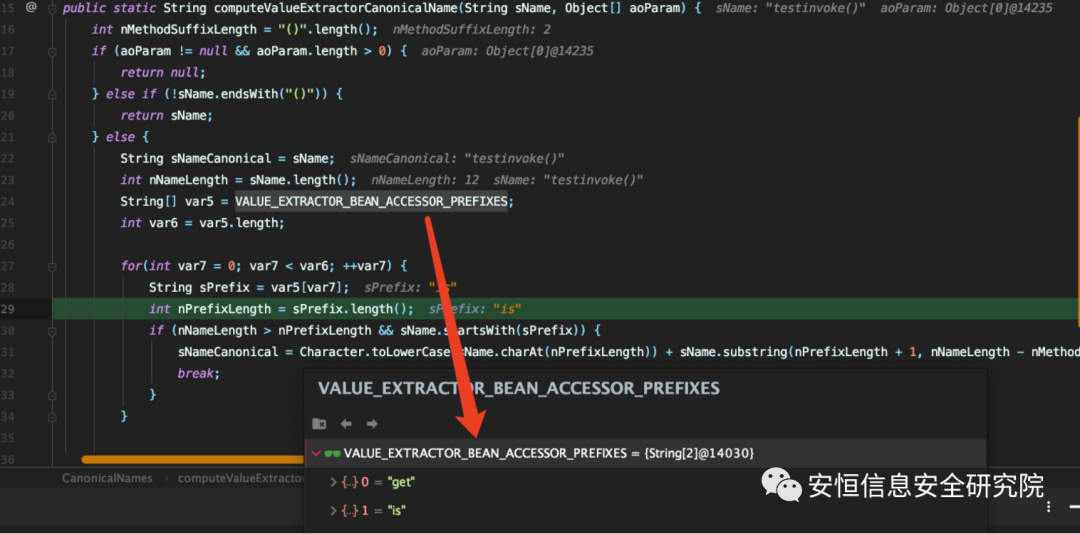 15 @ public static String computeValueExtractorCanonicalName(String sName, Object[] aoParam) { sName: "testinvoke()" aoParam: Object[0]@14235
16 int nMethodSuffixLength = "()".length(); nMethodSuffixLength: 2
17 if (aoParam != null && aoParam.length > 0) { aoParam: Object[0]@14235
18 return null;
19 } else if (!sName.endsWith("()")) {
20 return sName;
21 } else {
22 String sNameCanonical = sName; sNameCanonical: "testinvoke()"
23 int nNameLength = sName.length(); nNameLength: 12 sName: "testinvoke()"
24 String[] var5 = VALUE_EXTRACTOR_BEAN_ACCESSOR_PREFIXES;
25 int var6 = var5.length;
26
27 for(int var7 = 0; var7 < var6; ++var7) {
28 String sPrefix = var5[var7]; sPrefix: "is"
29 int nPrefixLength = sPrefix.length(); sPrefix: "is"
30 if (nNameLength > nPrefixLength && sName.startsWith(sPrefix)) {
31 sNameCanonical = Character.toLowerCase(sName.charAt(nPrefixLength)) + sName.substring(nPrefixLength + 1, nNameLength - nMethod
32 break;
33 }
34 }
35
36
VALUE_EXTRACTOR_BEAN_ACCESSOR_PREFIXES
VALUE_EXTRACTOR_BEAN_ACCESSOR_PREFIXES = {String[2]@14030}
CanonicalNames › computeValueExtractor
0 = "get"
1 = "is"
安恒信息安全研究院